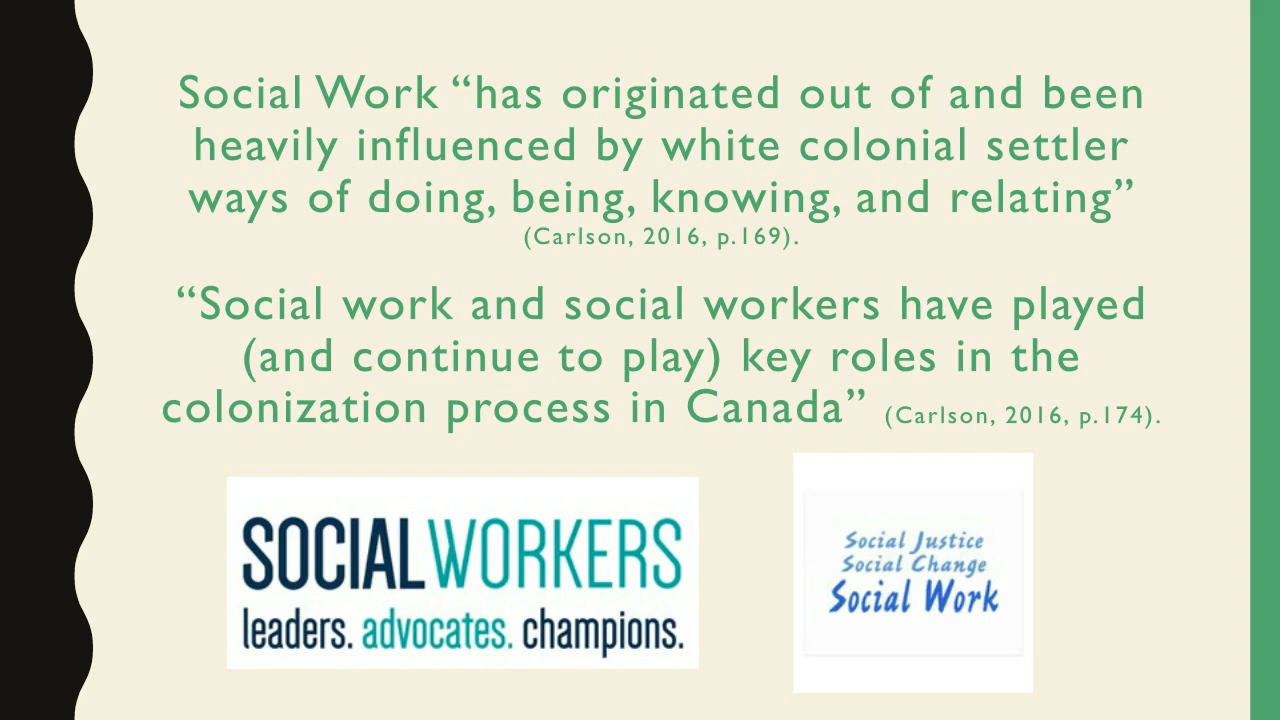 Social Work “has originated out of and been
heavily influenced by white colonial settler
ways of doing, being, knowing, and relating”
(Carlson, 2016, p.169).
“Social work and social workers have played
(and continue to play) key roles in the
colonization process in Canada” (Carlson, 2016, p.174).
SOCIALWORKERS
leaders. advocates. champions.
Social Justice
Social Change
Social Work